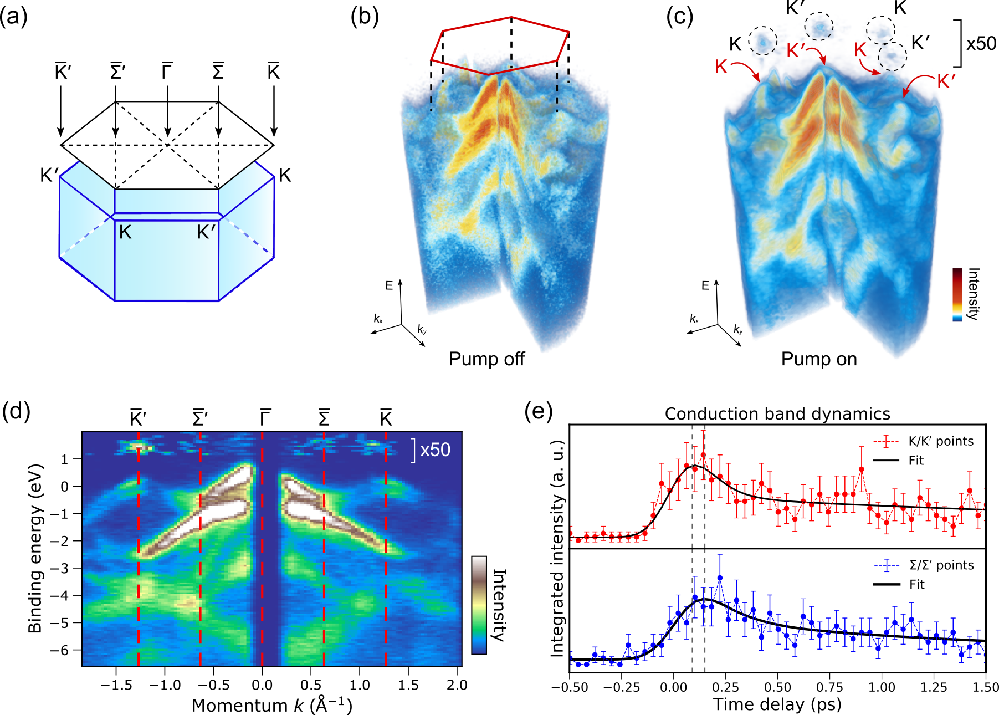 (a)
K̅′ Σ̅′ Γ̅ Σ̅ K̅
K′ K
K K′
(b)
E
kx
ky
Pump off
(c)
K′ K
K K′
x50
K K′ K K′
E
kx
ky
Pump on
Intensity
(d)
K̅′ Σ̅′ Γ̅ Σ̅ K̅
x50
Binding energy (eV)
1
0
−1
−2
−3
−4
−5
−6
−1.5 −1.0 −0.5 0.0 0.5 1.0 1.5 2.0
Momentum k (Å⁻¹)
Intensity
(e)
Conduction band dynamics
Integrated intensity (a. u.)
K/K′ points
Fit
Σ/Σ′ points
Fit
−0.50 −0.25 0.00 0.25 0.50 0.75 1.00 1.25 1.50
Time delay (ps)